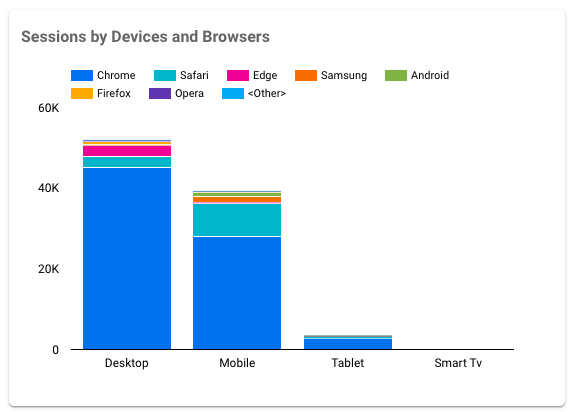 Sessions by Devices and Browsers
Chrome Safari Edge Samsung Android
Firefox Opera <Other>
60K
40K
20K
0
Desktop Mobile Tablet Smart Tv